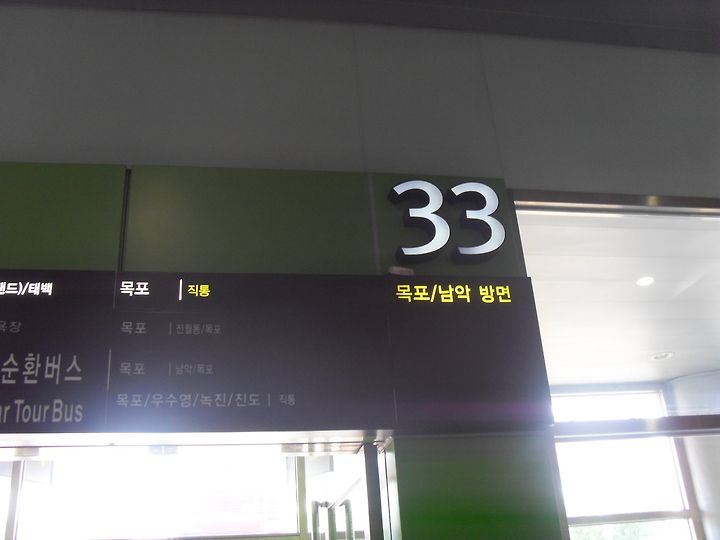 33
목포/남악 방면
랜드)/태백
목포 | 직통
목포 | 진월동/목포
순환버스
목포 | 남악/목포
Tour Bus
목포/우수영/녹진/진도 | 직통